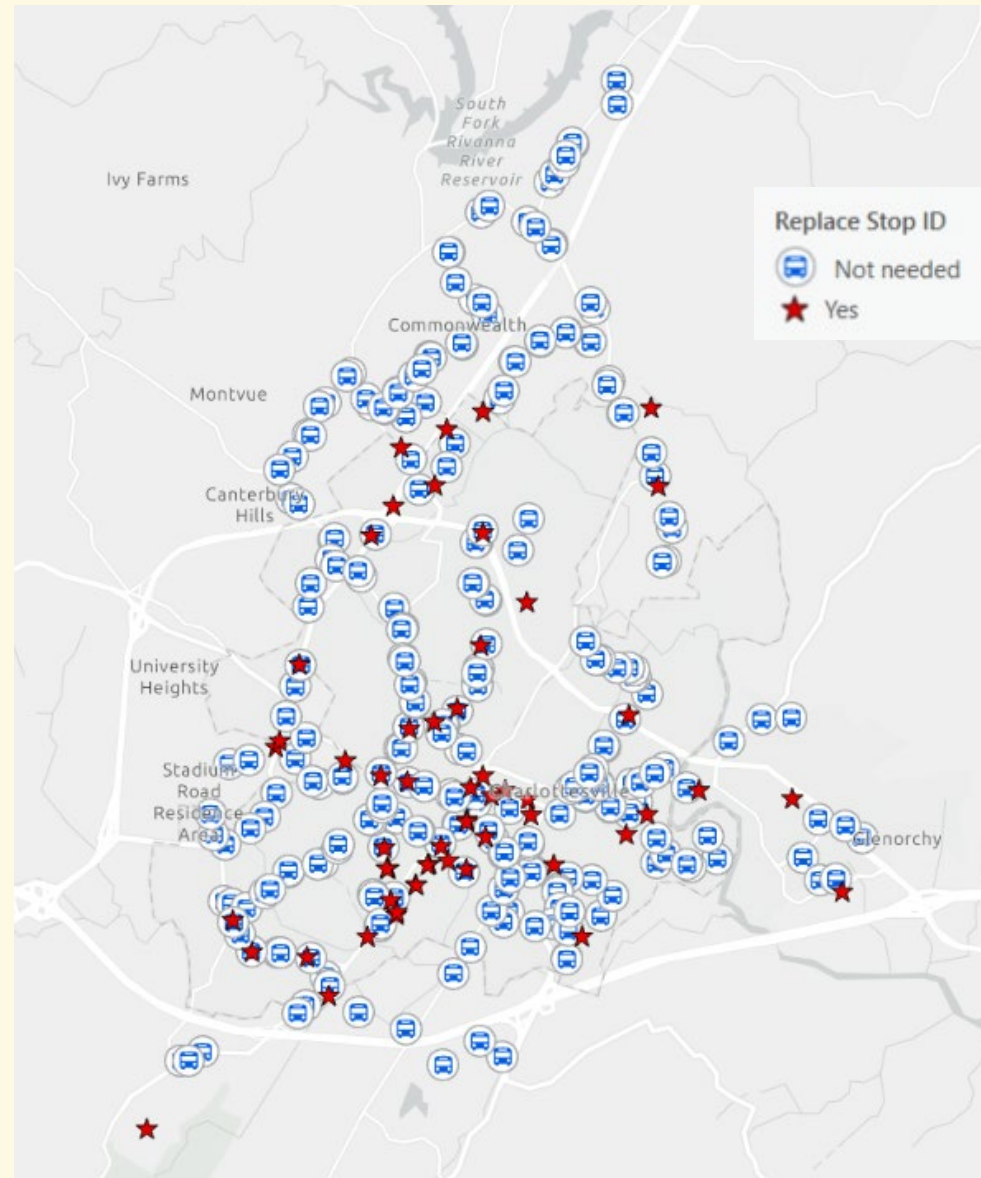 South
Fork
Rivanna
River
Reservoir
Ivy Farms
Replace Stop ID
Not needed
Yes
Commonwealth
Montvue
Canterbury
Hills
University
Heights
Stadium
Road
Residence
Area
Charlottesville
Glenorchy